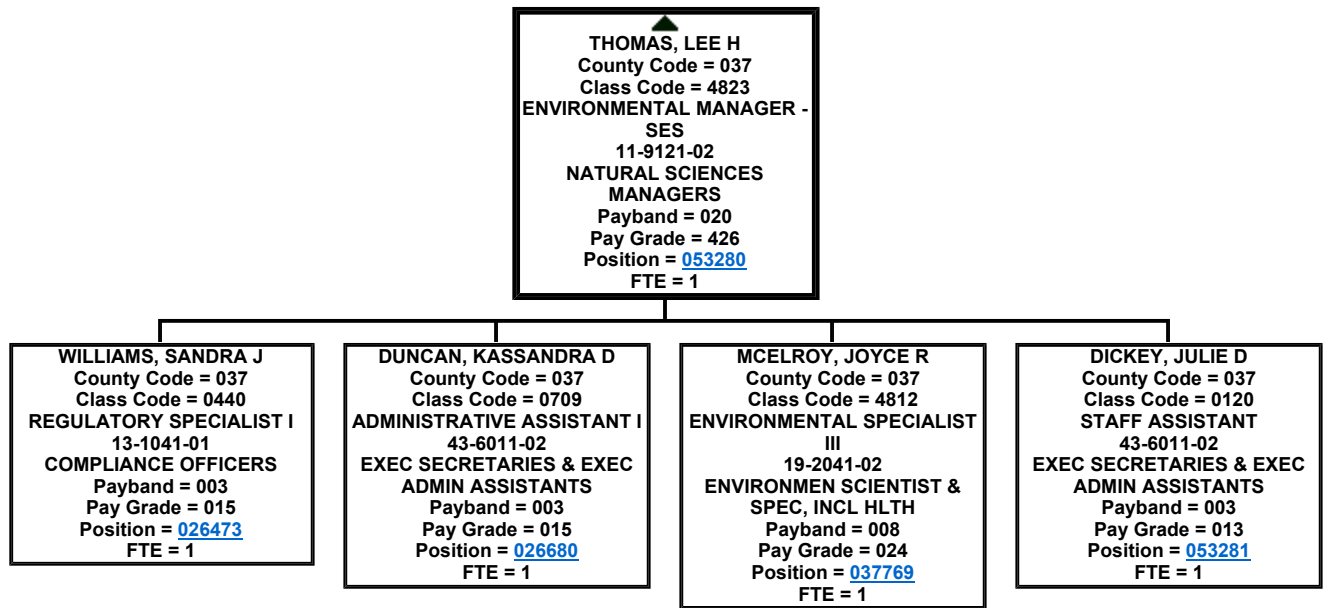 THOMAS, LEE H
County Code = 037
Class Code = 4823
ENVIRONMENTAL MANAGER -
SES
11-9121-02
NATURAL SCIENCES
MANAGERS
Payband = 020
Pay Grade = 426
Position = 053280
FTE = 1
WILLIAMS, SANDRA J
County Code = 037
Class Code = 0440
REGULATORY SPECIALIST I
13-1041-01
COMPLIANCE OFFICERS
Payband = 003
Pay Grade = 015
Position = 026473
FTE = 1
DUNCAN, KASSANDRA D
County Code = 037
Class Code = 0709
ADMINISTRATIVE ASSISTANT I
43-6011-02
EXEC SECRETARIES & EXEC
ADMIN ASSISTANTS
Payband = 003
Pay Grade = 015
Position = 026680
FTE = 1
MCELROY, JOYCE R
County Code = 037
Class Code = 4812
ENVIRONMENTAL SPECIALIST
III
19-2041-02
ENVIRONMEN SCIENTIST &
SPEC, INCL HLTH
Payband = 008
Pay Grade = 024
Position = 037769
FTE = 1
DICKEY, JULIE D
County Code = 037
Class Code = 0120
STAFF ASSISTANT
43-6011-02
EXEC SECRETARIES & EXEC
ADMIN ASSISTANTS
Payband = 003
Pay Grade = 013
Position = 053281
FTE = 1